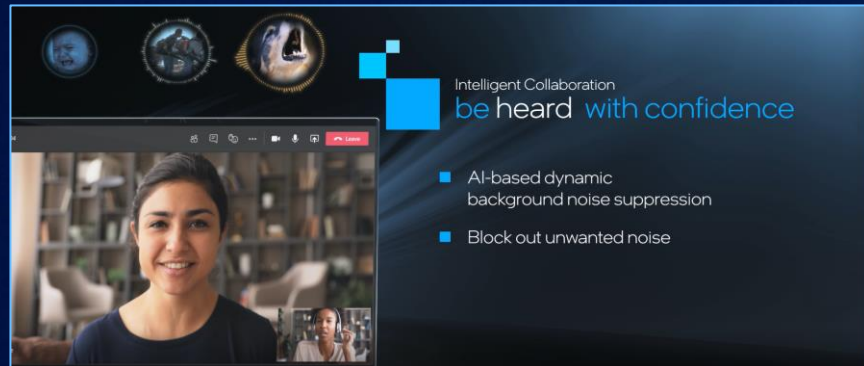 Leave
Intelligent Collaboration
be heard with confidence
AI-based dynamic
background noise suppression
Block out unwanted noise